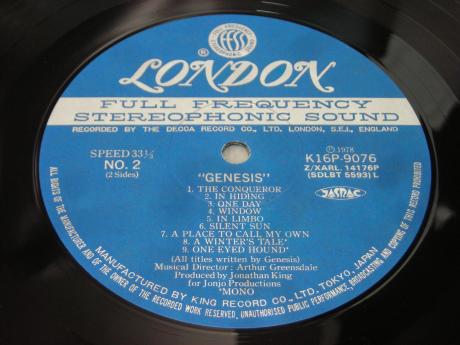 FULL FREQUENCY STEREOPHONIC SOUND
ffss
®
LONDON
FULL FREQUENCY
STEREOPHONIC SOUND
RECORDED BY THE DECCA RECORD CO., LTD. LONDON, S.E.I., ENGLAND
SPEED 33⅓
NO. 2
(2 Sides)
Ⓟ 1978
K16P-9076
Z/XARL 14176P
(SDLBT 5593) L
JASRAC
"GENESIS"
1. THE CONQUEROR
2. IN HIDING
3. ONE DAY
4. WINDOW
5. IN LIMBO
6. SILENT SUN
7. A PLACE TO CALL MY OWN
8. A WINTER'S TALE*
9. ONE EYED HOUND*
(All titles written by Genesis)
Musical Director : Arthur Greensdale
Produced by Jonathan King
for Jonjo Productions
*MONO
MANUFACTURED BY KING RECORD CO., LTD. TOKYO, JAPAN
ALL RIGHTS OF THE MANUFACTURER AND OF THE OWNER OF THE RECORDED WORK RESERVED. UNAUTHORISED PUBLIC PERFORMANCE, BROADCASTING AND COPYING OF THIS RECORD PROHIBITED.